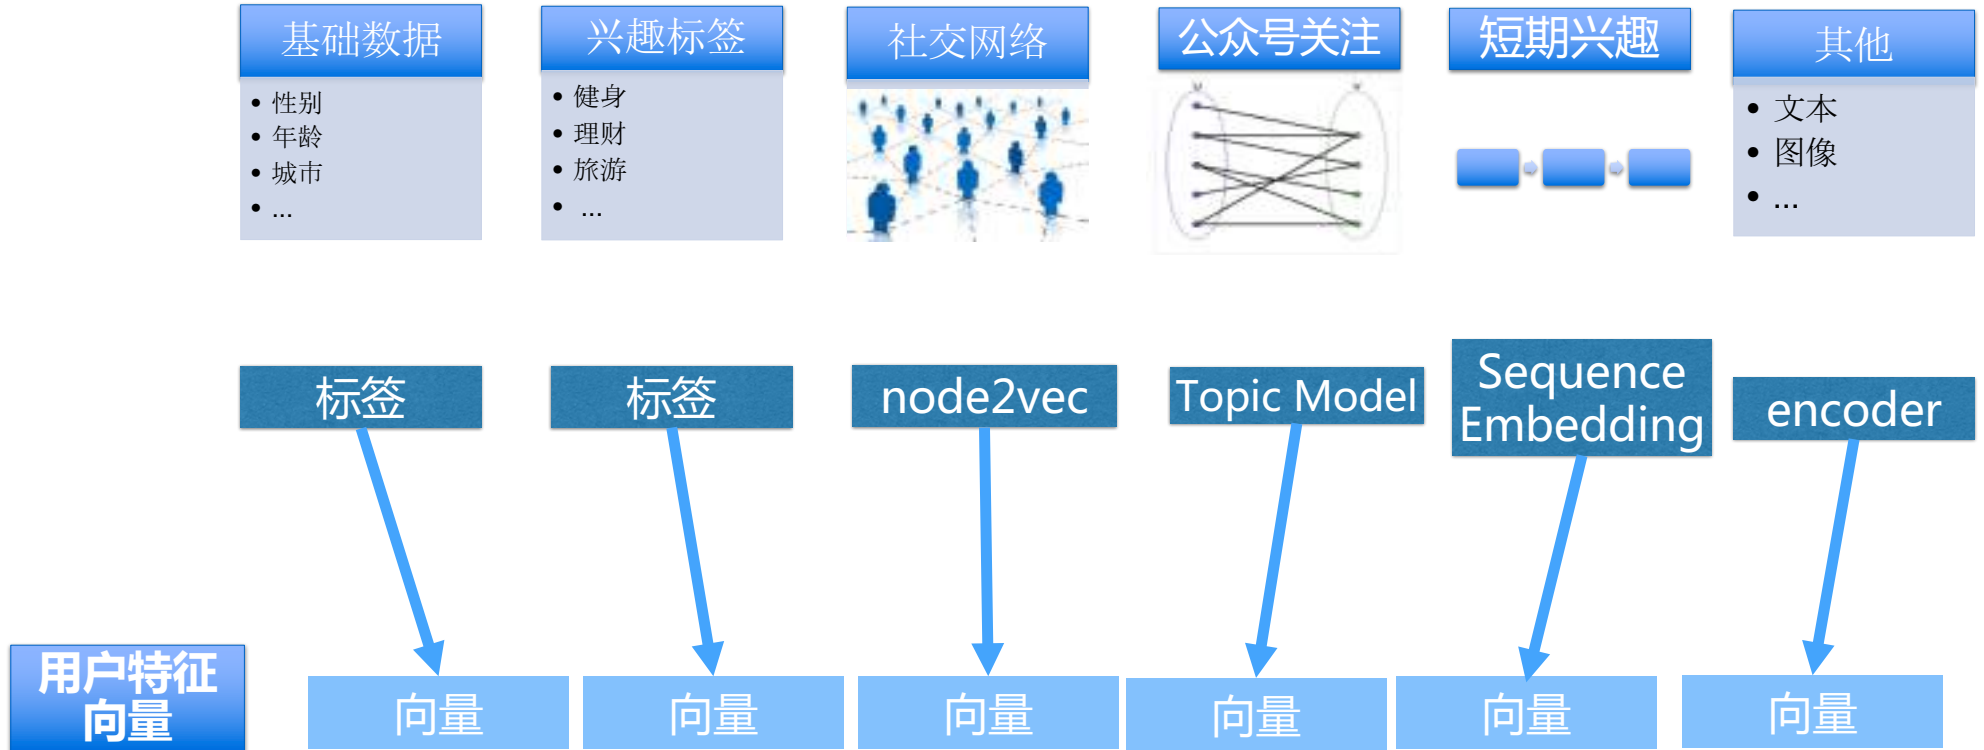 基础数据
• 性别
• 年龄
• 城市
• ...
兴趣标签
• 健身
• 理财
• 旅游
• ...
社交网络
公众号关注
短期兴趣
其他
• 文本
• 图像
• ...
标签
标签
node2vec
Topic Model
Sequence
Embedding
encoder
用户特征
向量
向量
向量
向量
向量
向量
向量